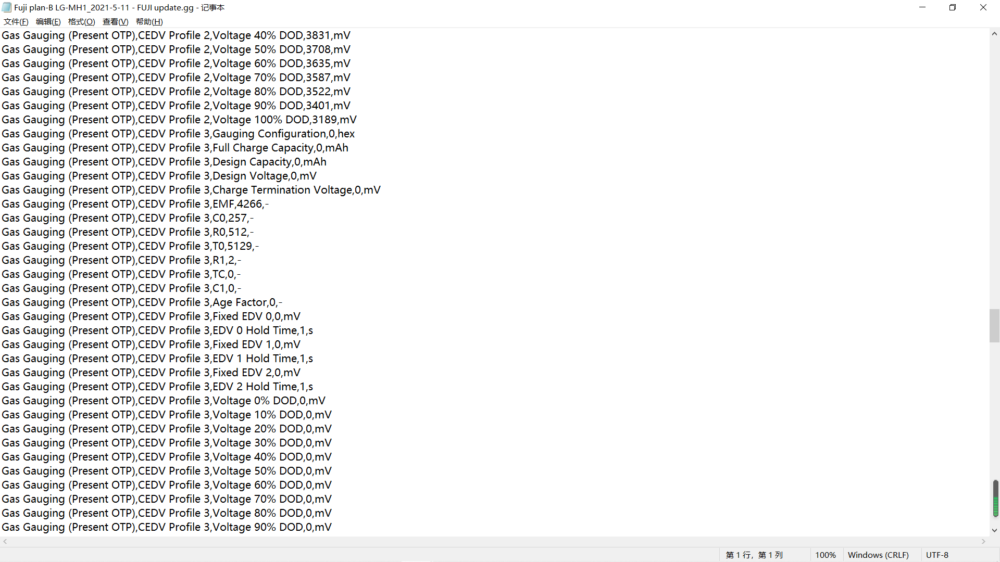 Fuji plan-B LG-MH1_2021-5-11 - FUJI update.gg - 记事本
文件(F) 编辑(E) 格式(O) 查看(V) 帮助(H)
Gas Gauging (Present OTP),CEDV Profile 2,Voltage 40% DOD,3831,mV
Gas Gauging (Present OTP),CEDV Profile 2,Voltage 50% DOD,3708,mV
Gas Gauging (Present OTP),CEDV Profile 2,Voltage 60% DOD,3635,mV
Gas Gauging (Present OTP),CEDV Profile 2,Voltage 70% DOD,3587,mV
Gas Gauging (Present OTP),CEDV Profile 2,Voltage 80% DOD,3522,mV
Gas Gauging (Present OTP),CEDV Profile 2,Voltage 90% DOD,3401,mV
Gas Gauging (Present OTP),CEDV Profile 2,Voltage 100% DOD,3189,mV
Gas Gauging (Present OTP),CEDV Profile 3,Gauging Configuration,0,hex
Gas Gauging (Present OTP),CEDV Profile 3,Full Charge Capacity,0,mAh
Gas Gauging (Present OTP),CEDV Profile 3,Design Capacity,0,mAh
Gas Gauging (Present OTP),CEDV Profile 3,Design Voltage,0,mV
Gas Gauging (Present OTP),CEDV Profile 3,Charge Termination Voltage,0,mV
Gas Gauging (Present OTP),CEDV Profile 3,EMF,4266,-
Gas Gauging (Present OTP),CEDV Profile 3,C0,257,-
Gas Gauging (Present OTP),CEDV Profile 3,R0,512,-
Gas Gauging (Present OTP),CEDV Profile 3,T0,5129,-
Gas Gauging (Present OTP),CEDV Profile 3,R1,2,-
Gas Gauging (Present OTP),CEDV Profile 3,TC,0,-
Gas Gauging (Present OTP),CEDV Profile 3,C1,0,-
Gas Gauging (Present OTP),CEDV Profile 3,Age Factor,0,-
Gas Gauging (Present OTP),CEDV Profile 3,Fixed EDV 0,0,mV
Gas Gauging (Present OTP),CEDV Profile 3,EDV 0 Hold Time,1,s
Gas Gauging (Present OTP),CEDV Profile 3,Fixed EDV 1,0,mV
Gas Gauging (Present OTP),CEDV Profile 3,EDV 1 Hold Time,1,s
Gas Gauging (Present OTP),CEDV Profile 3,Fixed EDV 2,0,mV
Gas Gauging (Present OTP),CEDV Profile 3,EDV 2 Hold Time,1,s
Gas Gauging (Present OTP),CEDV Profile 3,Voltage 0% DOD,0,mV
Gas Gauging (Present OTP),CEDV Profile 3,Voltage 10% DOD,0,mV
Gas Gauging (Present OTP),CEDV Profile 3,Voltage 20% DOD,0,mV
Gas Gauging (Present OTP),CEDV Profile 3,Voltage 30% DOD,0,mV
Gas Gauging (Present OTP),CEDV Profile 3,Voltage 40% DOD,0,mV
Gas Gauging (Present OTP),CEDV Profile 3,Voltage 50% DOD,0,mV
Gas Gauging (Present OTP),CEDV Profile 3,Voltage 60% DOD,0,mV
Gas Gauging (Present OTP),CEDV Profile 3,Voltage 70% DOD,0,mV
Gas Gauging (Present OTP),CEDV Profile 3,Voltage 80% DOD,0,mV
Gas Gauging (Present OTP),CEDV Profile 3,Voltage 90% DOD,0,mV
第 1 行，第 1 列 100% Windows (CRLF) UTF-8